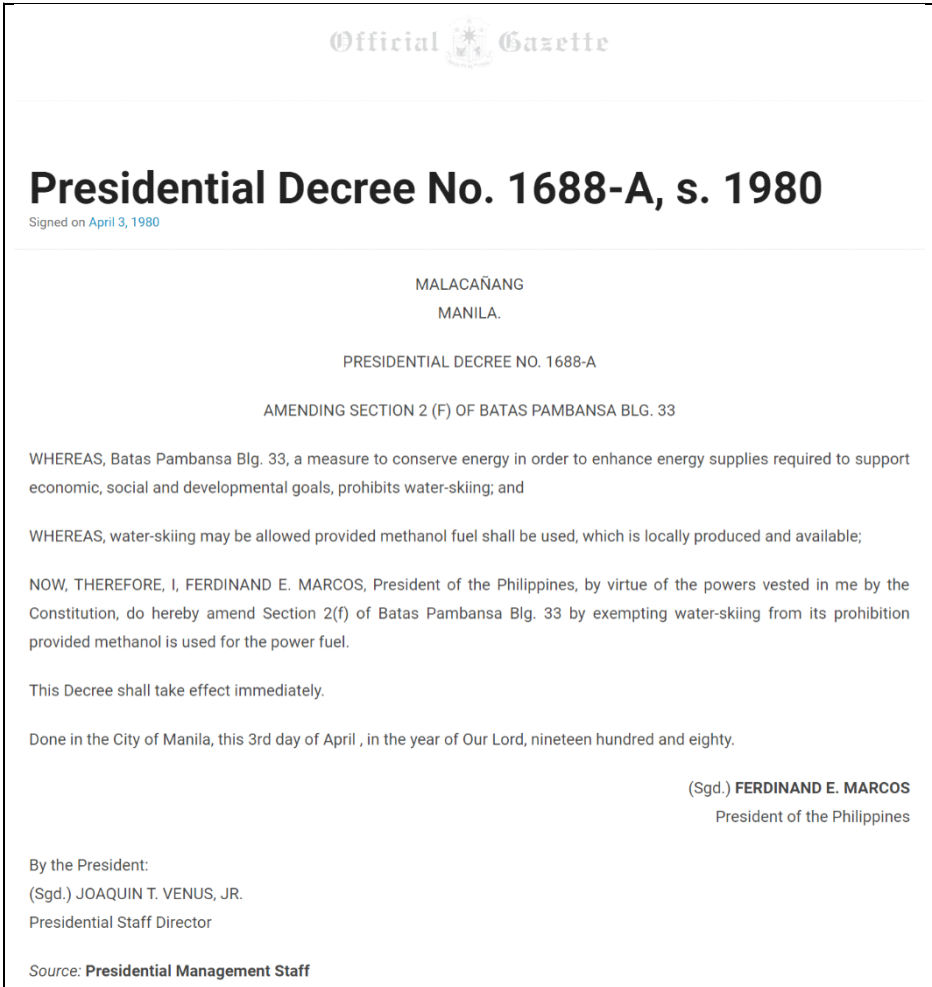 Official Gazette
Presidential Decree No. 1688-A, s. 1980
Signed on April 3, 1980
MALACAÑANG
MANILA.
PRESIDENTIAL DECREE NO. 1688-A
AMENDING SECTION 2 (F) OF BATAS PAMBANSA BLG. 33
WHEREAS, Batas Pambansa Blg. 33, a measure to conserve energy in order to enhance energy supplies required to support
economic, social and developmental goals, prohibits water-skiing; and
WHEREAS, water-skiing may be allowed provided methanol fuel shall be used, which is locally produced and available;
NOW, THEREFORE, I, FERDINAND E. MARCOS, President of the Philippines, by virtue of the powers vested in me by the
Constitution, do hereby amend Section 2(f) of Batas Pambansa Blg. 33 by exempting water-skiing from its prohibition
provided methanol is used for the power fuel.
This Decree shall take effect immediately.
Done in the City of Manila, this 3rd day of April , in the year of Our Lord, nineteen hundred and eighty.
(Sgd.) FERDINAND E. MARCOS
President of the Philippines
By the President:
(Sgd.) JOAQUIN T. VENUS, JR.
Presidential Staff Director
Source: Presidential Management Staff